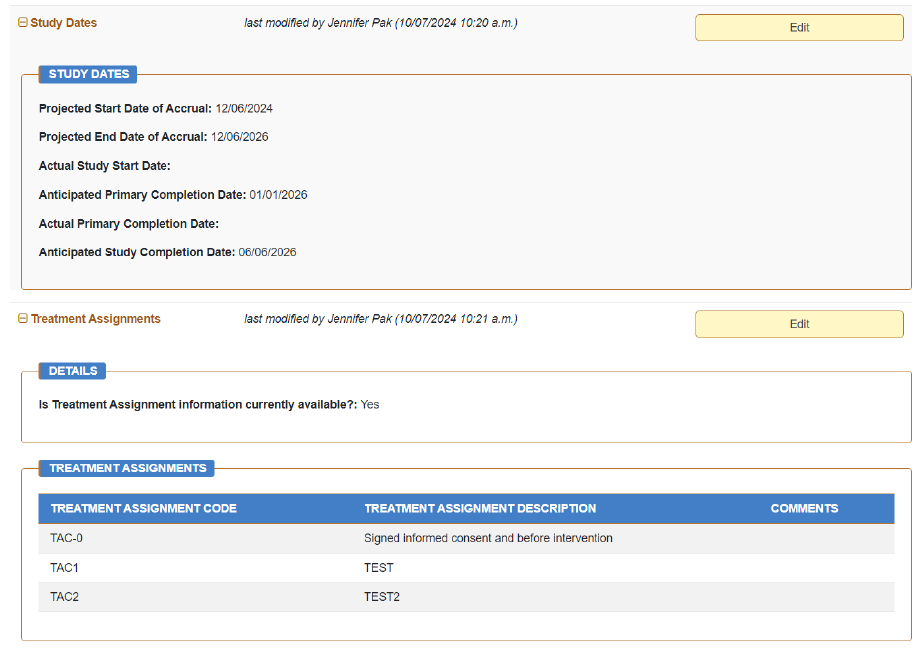 Study Dates last modified by Jennifer Pak (10/07/2024 10:20 a.m.) Edit
STUDY DATES
Projected Start Date of Accrual: 12/06/2024
Projected End Date of Accrual: 12/06/2026
Actual Study Start Date:
Anticipated Primary Completion Date: 01/01/2026
Actual Primary Completion Date:
Anticipated Study Completion Date: 06/06/2026
Treatment Assignments last modified by Jennifer Pak (10/07/2024 10:21 a.m.) Edit
DETAILS
Is Treatment Assignment information currently available?: Yes
TREATMENT ASSIGNMENTS
TREATMENT ASSIGNMENT CODE TREATMENT ASSIGNMENT DESCRIPTION COMMENTS
TAC-0 Signed informed consent and before intervention
TAC1 TEST
TAC2 TEST2